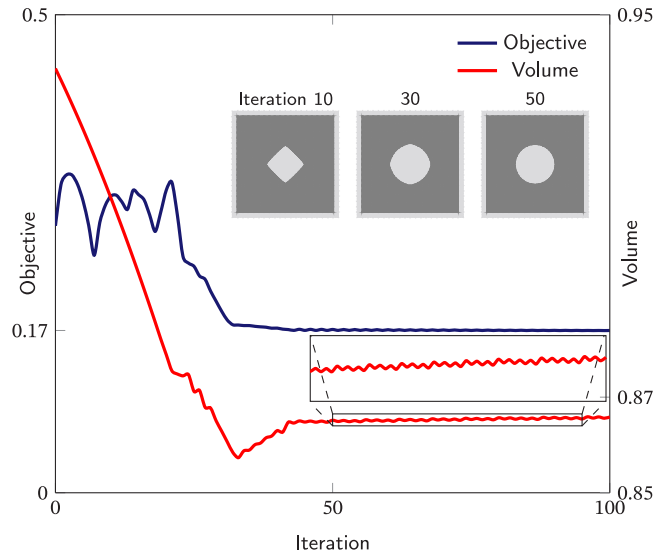 0.5
0.95
Objective
Volume
Iteration 10
30
50
Objective
Volume
0.17
0.87
0
0.85
0
50
100
Iteration